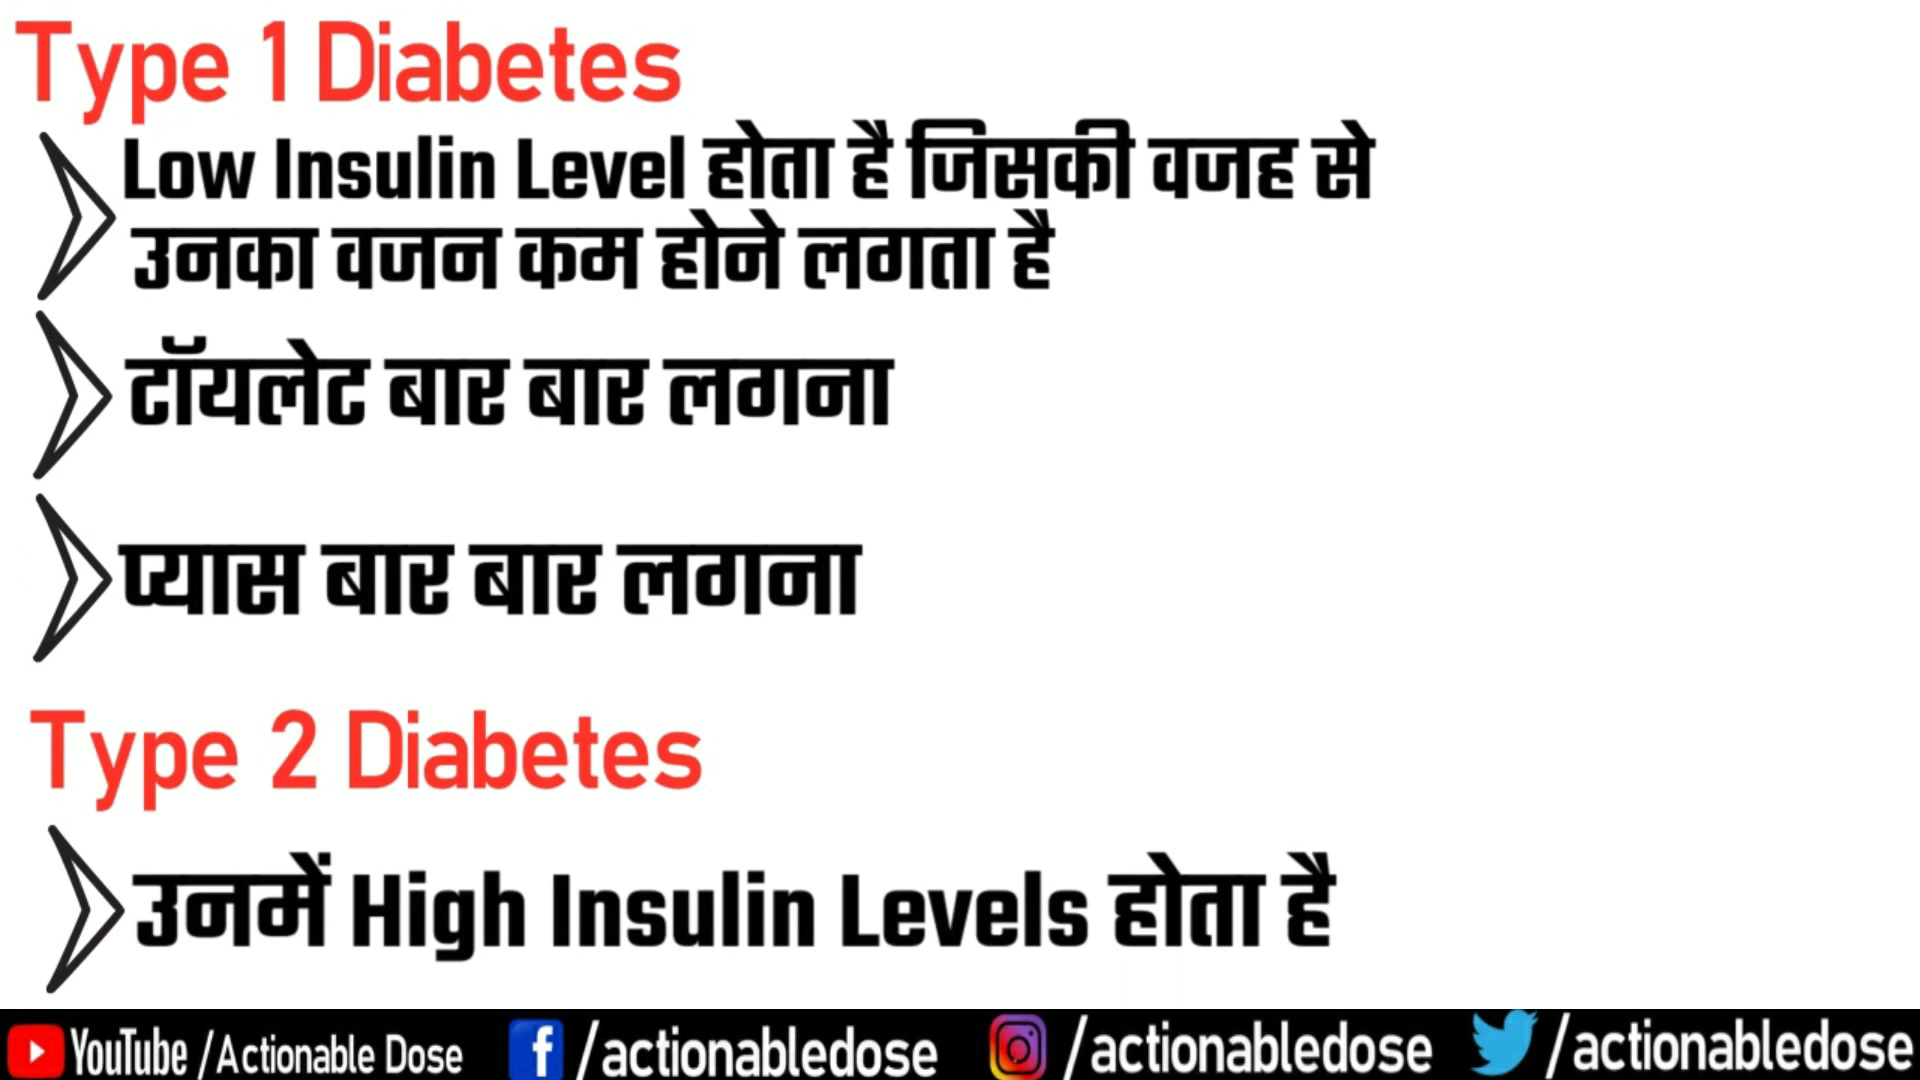 Type 1 Diabetes
Low Insulin Level होता है जिसकी वजह से
उनका वजन कम होने लगता है
टॉयलेट बार बार लगना
प्यास बार बार लगना
Type 2 Diabetes
उनमें High Insulin Levels होता है
YouTube /Actionable Dose f /actionabledose /actionabledose /actionabledose